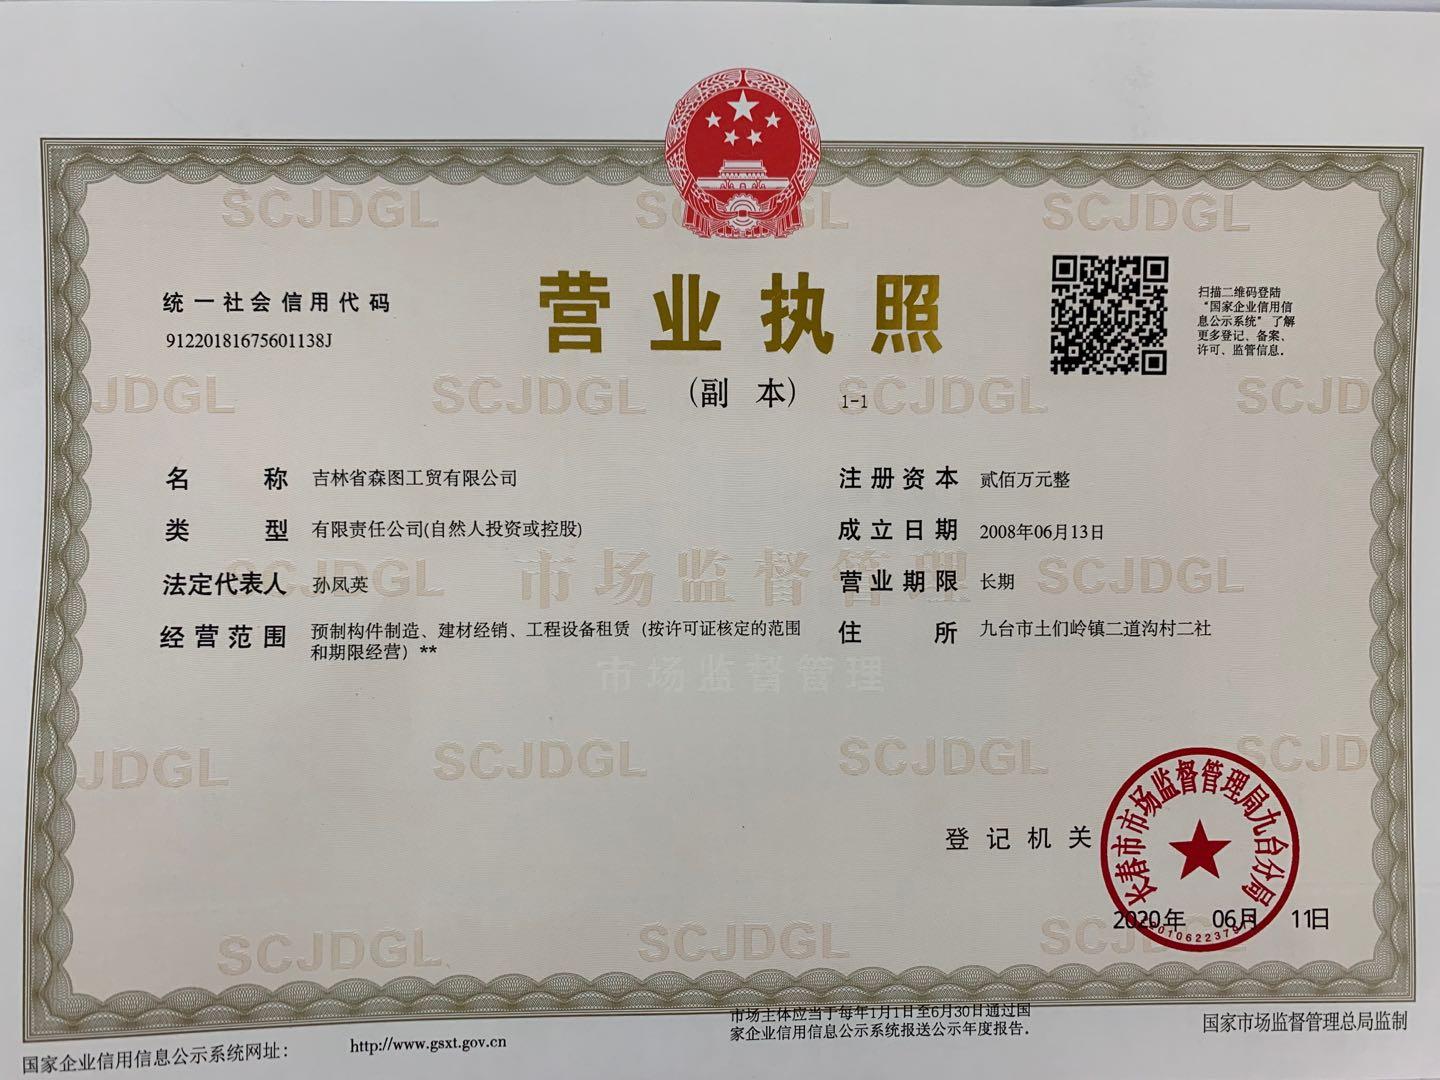 统一社会信用代码
91220181675601138J
营业执照
(副 本)
1-1
扫描二维码登陆
“国家企业信用信
息公示系统”了解
更多登记、备案、
许可、监管信息.
名 称 吉林省森图工贸有限公司
类 型 有限责任公司(自然人投资或控股)
法定代表人 孙凤英
经营范围 预制构件制造、建材经销、工程设备租赁（按许可证核定的范围
和期限经营）**
注册资本 贰佰万元整
成立日期 2008年06月13日
营业期限 长期
住 所 九台市土们岭镇二道沟村二社
SCJDGL
市场监督管理
市场监督管理
登记机关
长春市市场监督管理局九台分局
2020年 06月 11日
国家企业信用信息公示系统网址：
http://www.gsxt.gov.cn
市场主体应当于每年1月1日至6月30日通过国
家企业信用信息公示系统报送公示年度报告.
国家市场监督管理总局监制